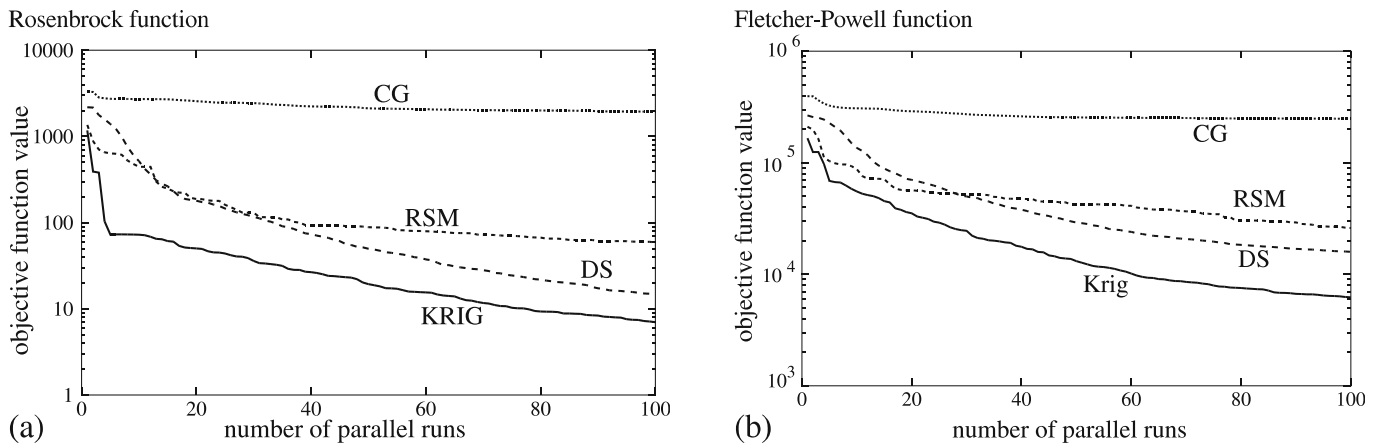 Rosenbrock function
10000
1000
100
10
1
objective function value
CG
RSM
DS
KRIG
0 20 40 60 80 100
number of parallel runs
(a)
Fletcher-Powell function
10^6
10^5
10^4
10^3
objective function value
CG
RSM
DS
Krig
0 20 40 60 80 100
number of parallel runs
(b)